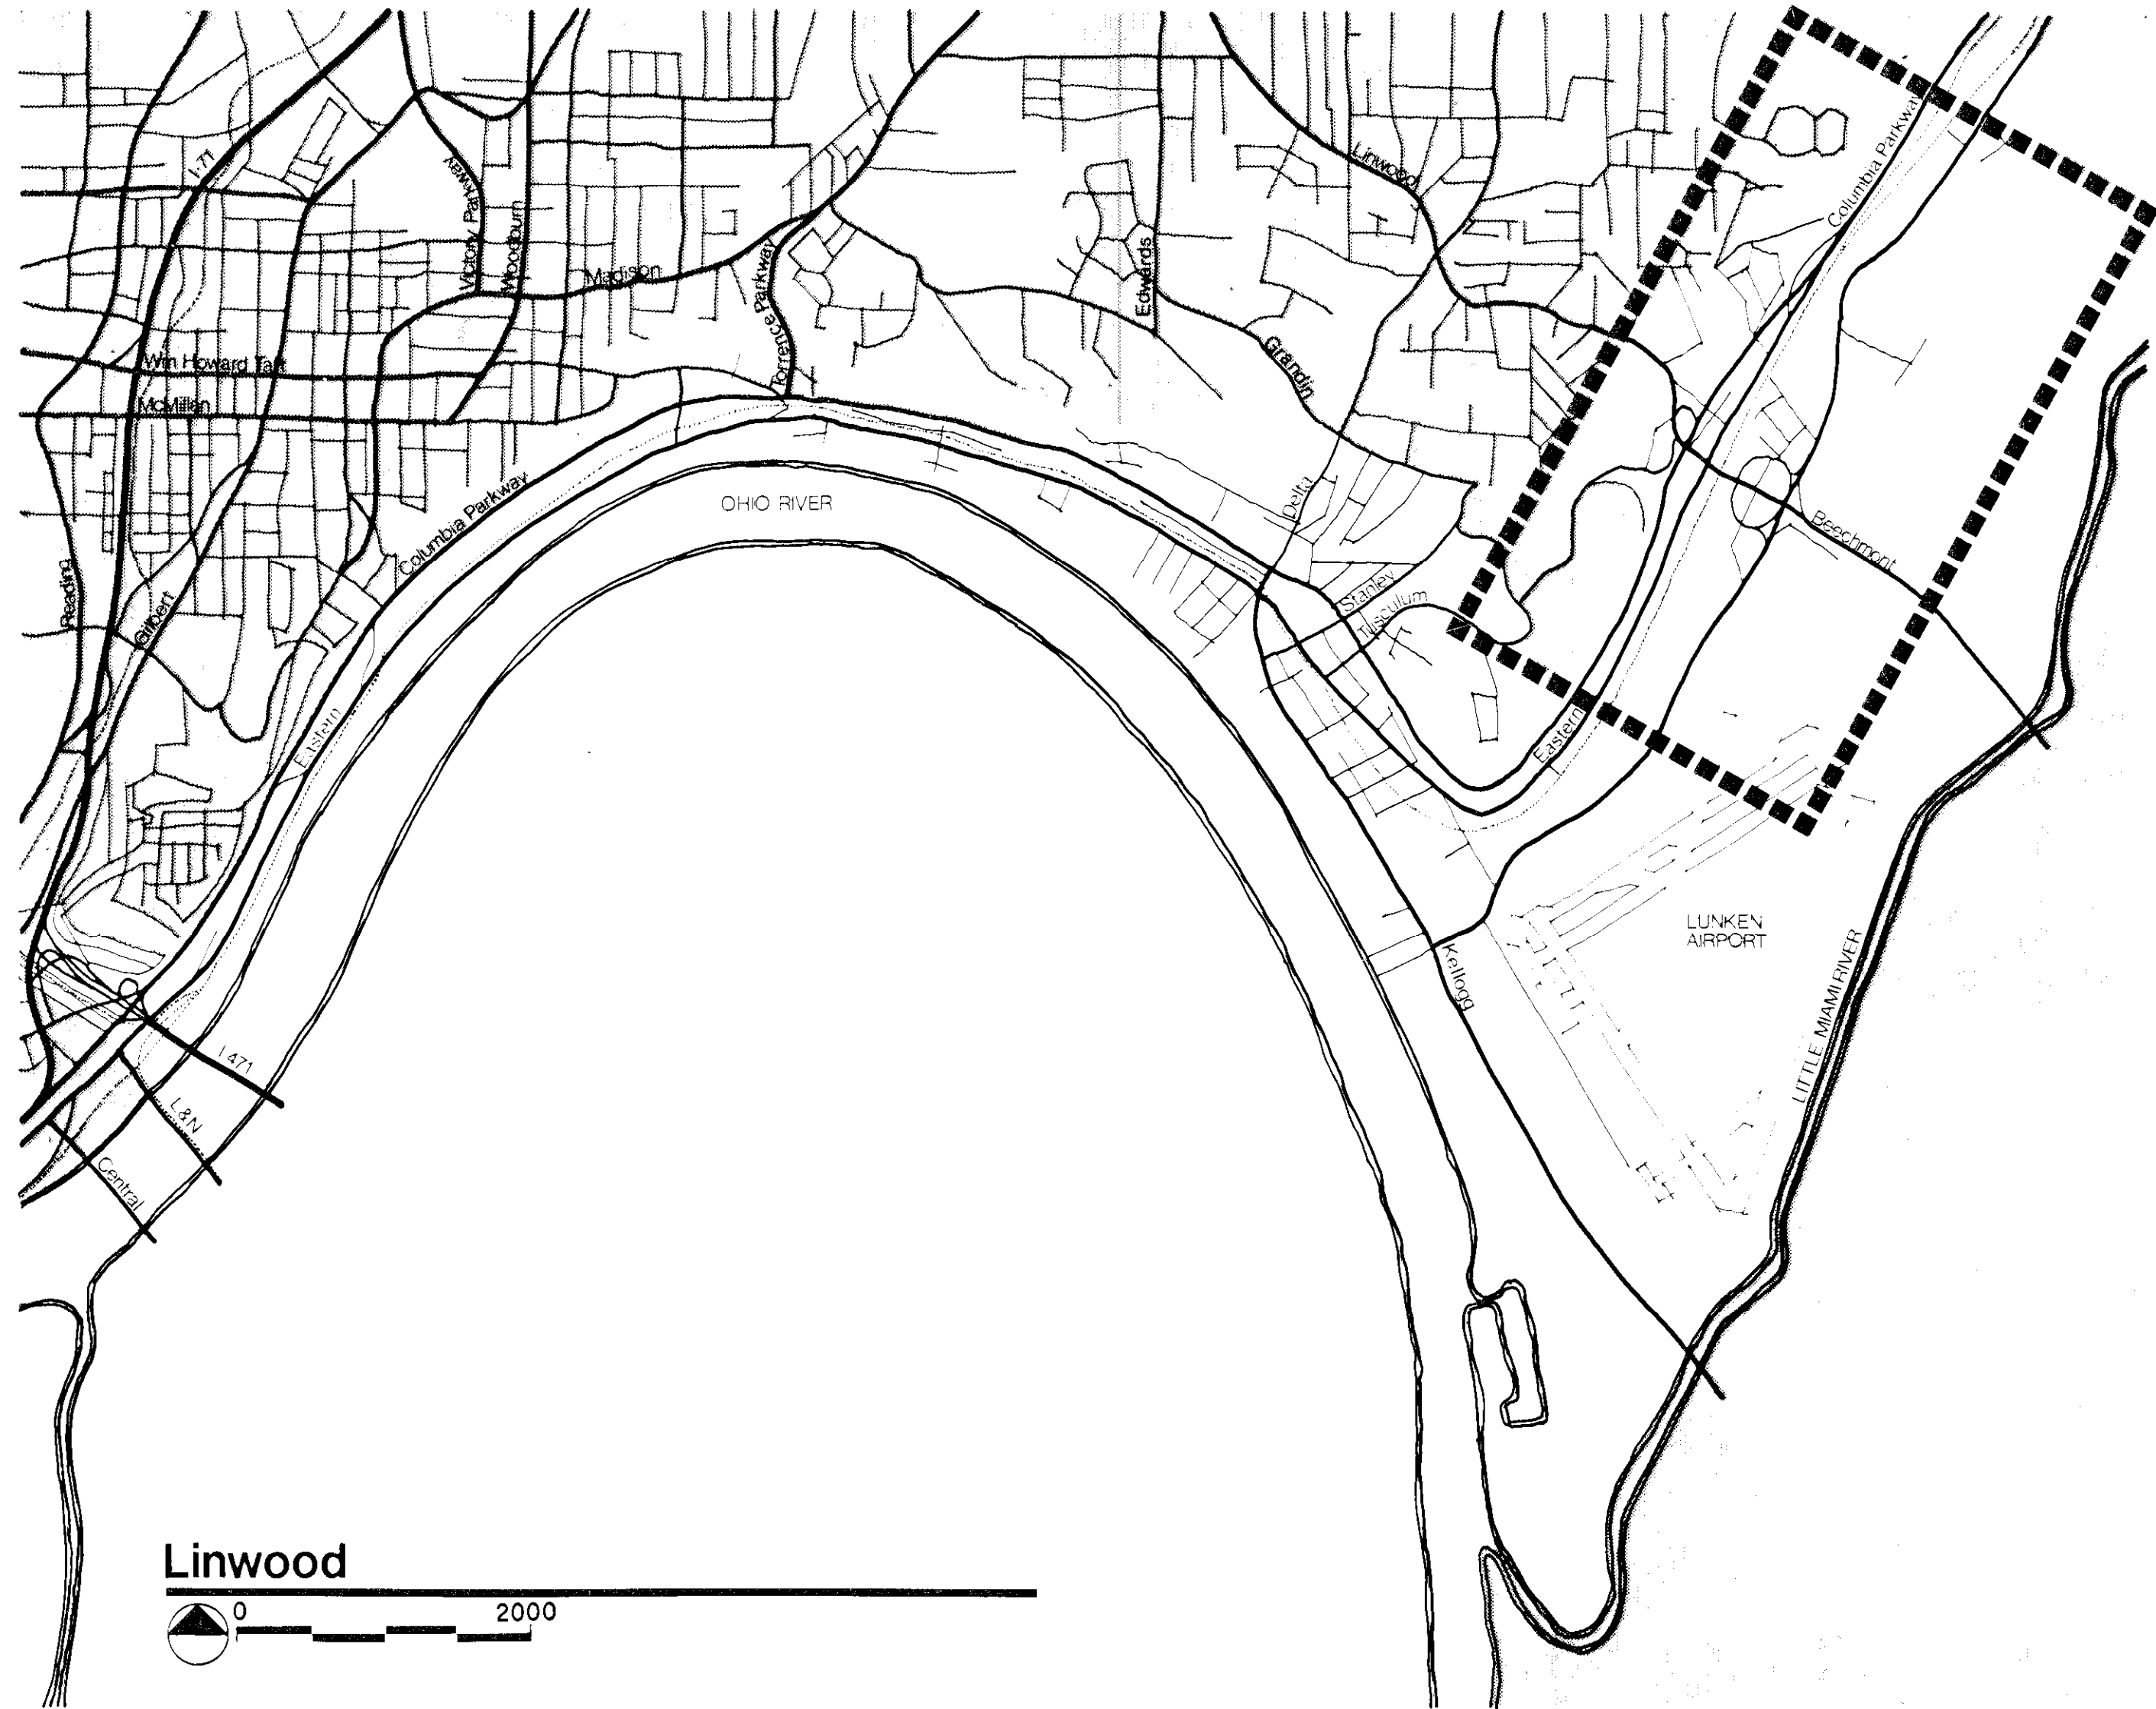 I-71
Victory Parkway
Woodburn
Madison
Torrence Parkway
Edwards
Linwood
Columbia Parkway
Wm Howard Taft
McMillan
Grandin
Columbia Parkway
OHIO RIVER
Delta
Beechmont
Reading
Gilbert
Stanley
Tusculum
Eastern
Eastern
LUNKEN
AIRPORT
Kellogg
LITTLE MIAMI RIVER
I 471
L&N
Central
Linwood
0 2000